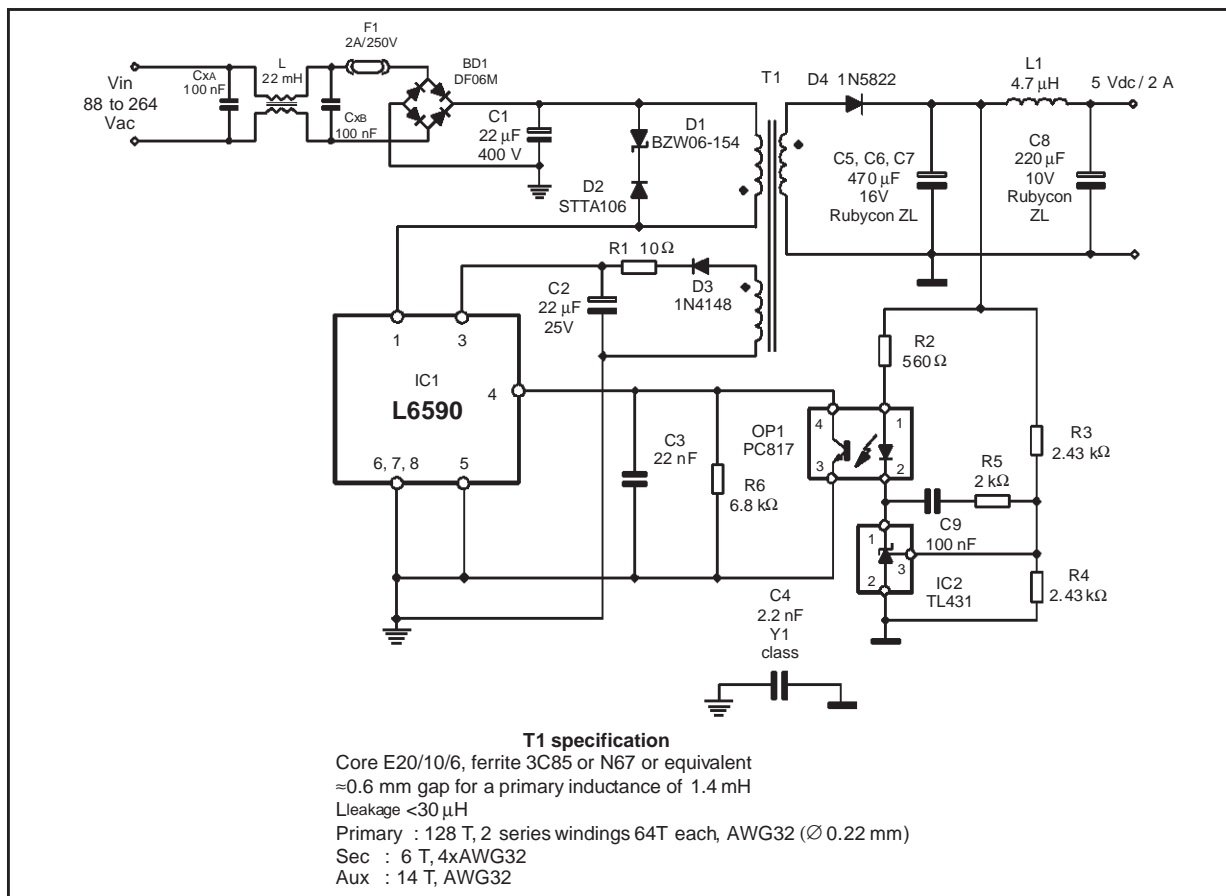 F1
2A/250V
L
22 mH
CxA
100 nF
BD1
DF06M
Vin
88 to 264
Vac
CxB
100 nF
C1
22 µF
400 V
D1
BZW06-154
D2
STTA106
T1
D4 1N5822
L1
4.7 µH
5 Vdc / 2 A
C5, C6, C7
470 µF
16V
Rubycon
ZL
C8
220 µF
10V
Rubycon
ZL
R1 10Ω
D3
1N4148
C2
22 µF
25V
1
3
IC1
L6590
4
6, 7, 8
5
C3
22 nF
R6
6.8 kΩ
OP1
PC817
4
3
1
2
R2
560Ω
R3
2.43 kΩ
R5
2 kΩ
C9
100 nF
1
3
2
IC2
TL431
R4
2.43 kΩ
C4
2.2 nF
Y1
class
T1 specification
Core E20/10/6, ferrite 3C85 or N67 or equivalent
≈0.6 mm gap for a primary inductance of 1.4 mH
Lleakage <30 µH
Primary : 128 T, 2 series windings 64T each, AWG32 (∅ 0.22 mm)
Sec : 6 T, 4xAWG32
Aux : 14 T, AWG32